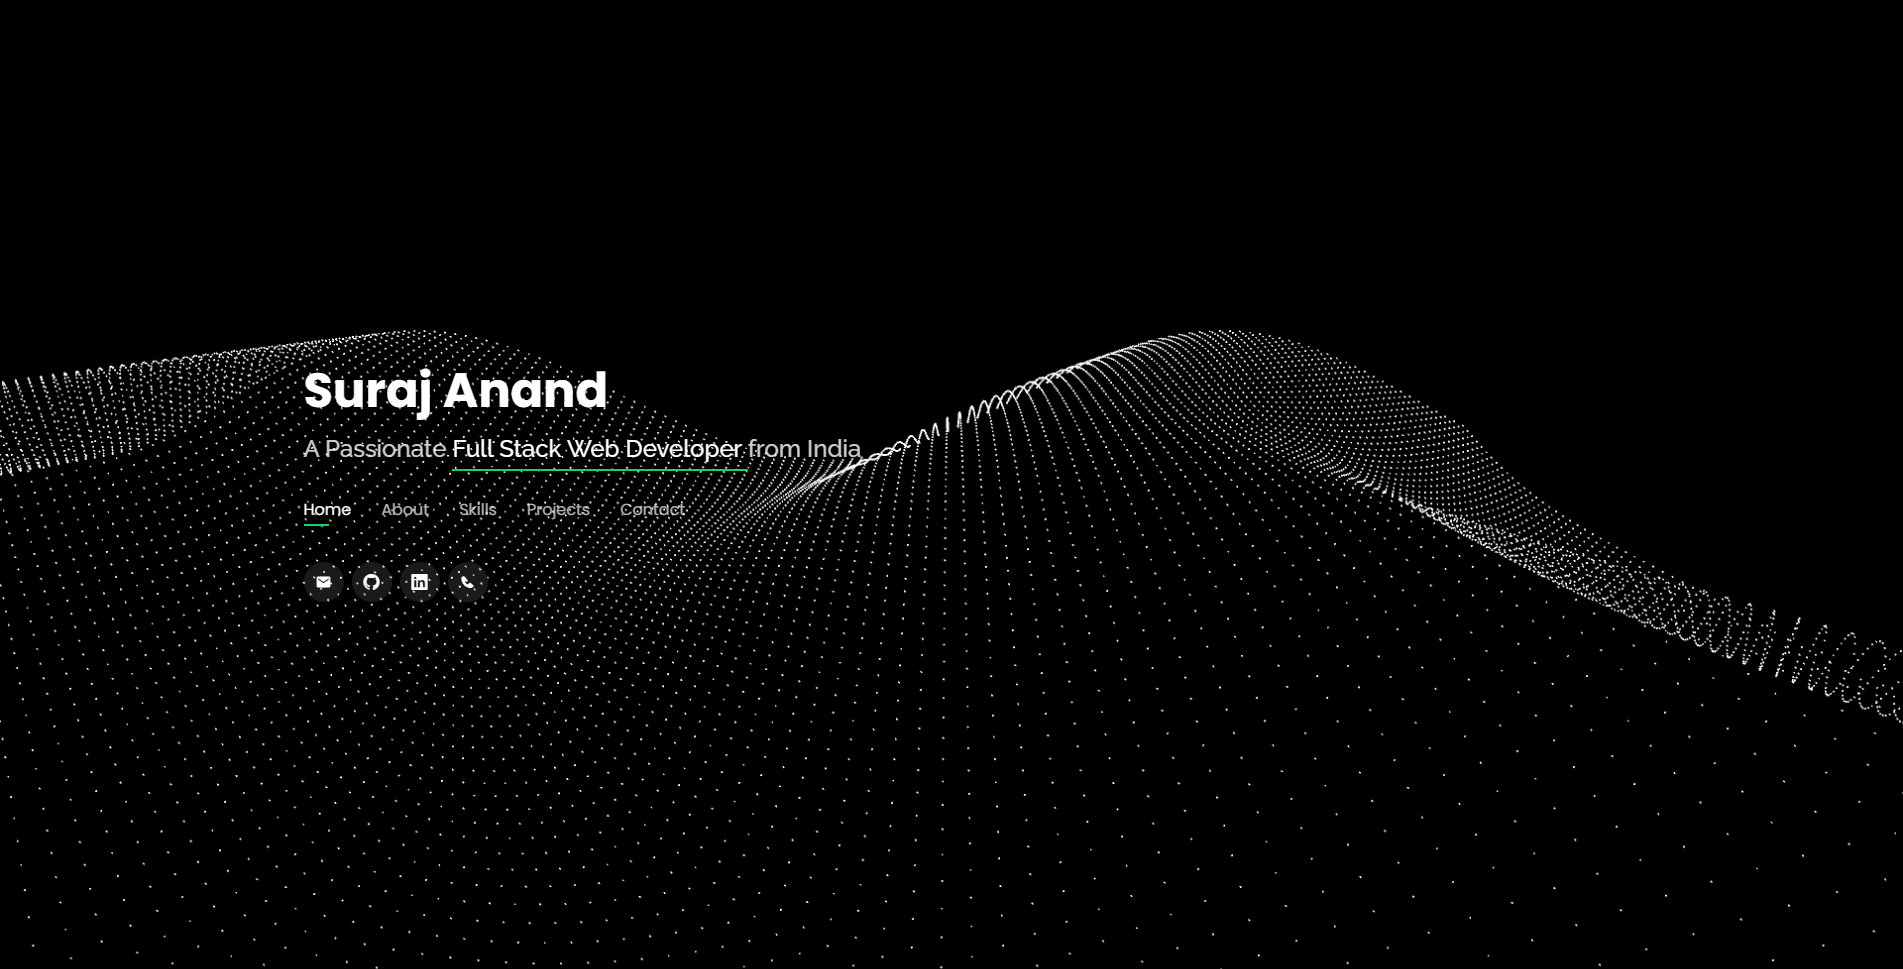 Suraj Anand
A Passionate Full Stack Web Developer from India
Home About Skills Projects Contact